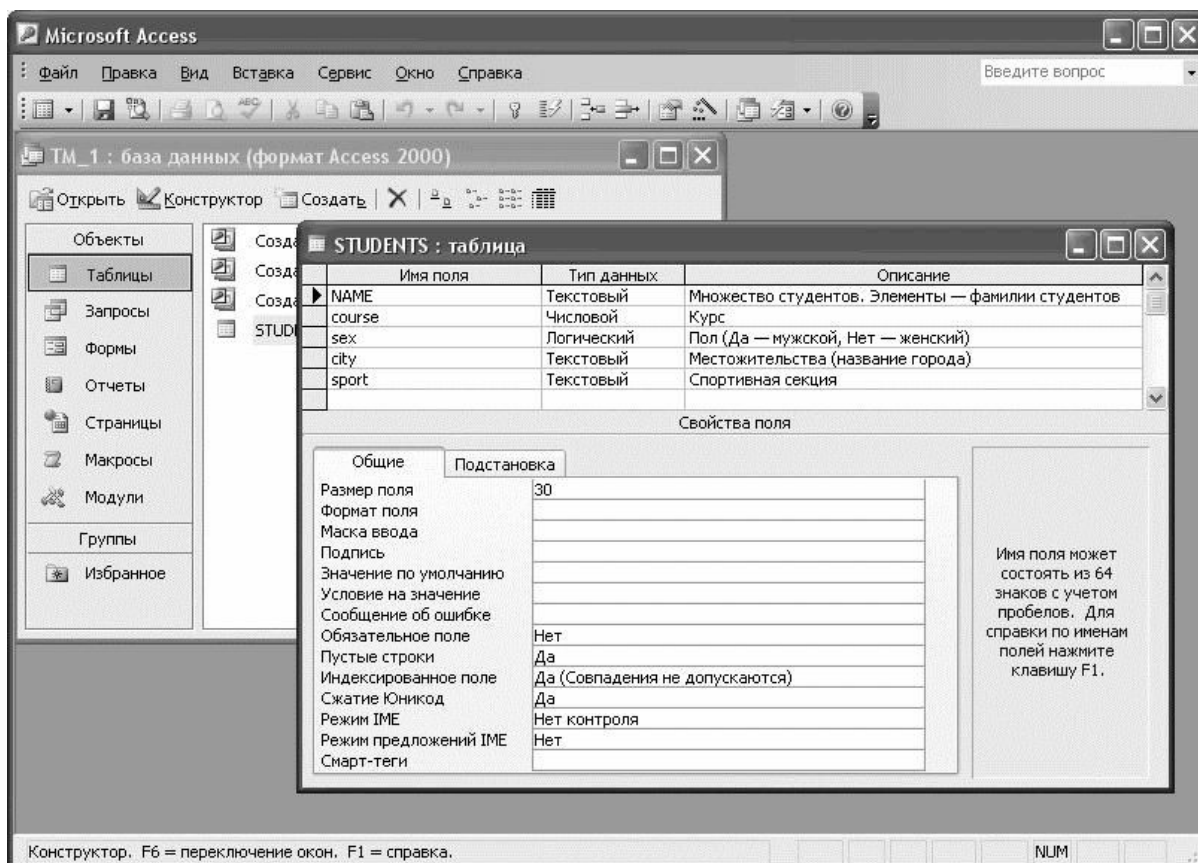 Microsoft Access
Файл Правка Вид Вставка Сервис Окно Справка Введите вопрос
TM_1 : база данных (формат Access 2000)
Открыть Конструктор Создать
Объекты
Таблицы
Запросы
Формы
Отчеты
Страницы
Макросы
Модули
Группы
Избранное
STUDENTS : таблица
Имя поля Тип данных Описание
NAME Текстовый Множество студентов. Элементы — фамилии студентов
course Числовой Курс
sex Логический Пол (Да — мужской, Нет — женский)
city Текстовый Местожительства (название города)
sport Текстовый Спортивная секция
Свойства поля
Общие Подстановка
Размер поля 30
Формат поля
Маска ввода
Подпись
Значение по умолчанию
Условие на значение
Сообщение об ошибке
Обязательное поле Нет
Пустые строки Да
Индексированное поле Да (Совпадения не допускаются)
Сжатие Юникод Да
Режим IME Нет контроля
Режим предложений IME Нет
Смарт-теги
Имя поля может
состоять из 64
знаков с учетом
пробелов. Для
справки по именам
полей нажмите
клавишу F1.
Конструктор. F6 = переключение окон. F1 = справка. NUM